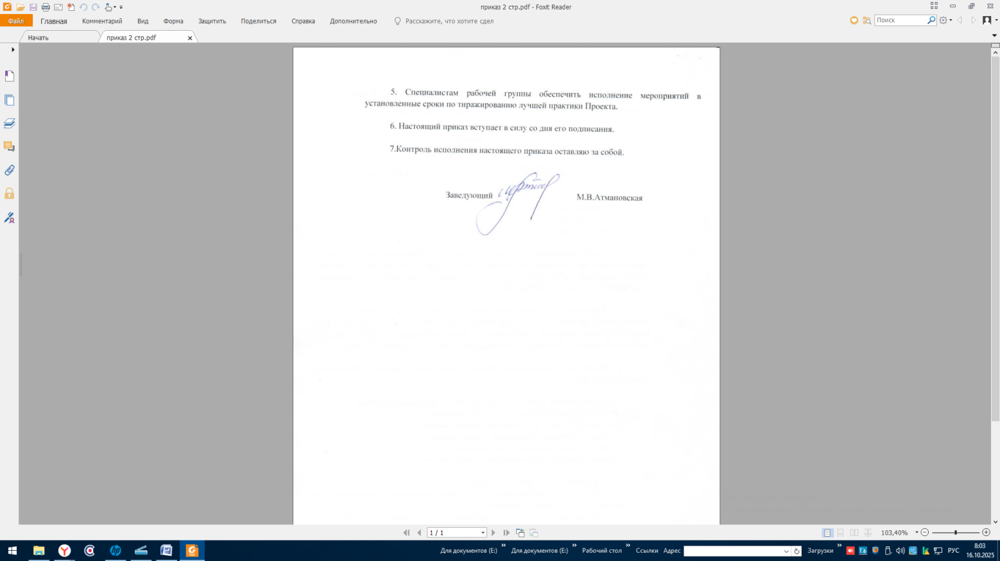 приказ 2 стр.pdf - Foxit Reader
Файл Главная Комментарий Вид Форма Защитить Поделиться Справка Дополнительно Расскажите, что хотите сдел Поиск
Начать приказ 2 стр.pdf
5. Специалистам рабочей группы обеспечить исполнение мероприятий в
установленные сроки по тиражированию лучшей практики Проекта.
6. Настоящий приказ вступает в силу со дня его подписания.
7.Контроль исполнения настоящего приказа оставляю за собой.
Заведующий М.В.Атмановская
1 / 1 103,40%
Для документов (E:) Для документов (E:) Рабочий стол Ссылки Адрес Загрузки РУС 8:03
16.10.2025